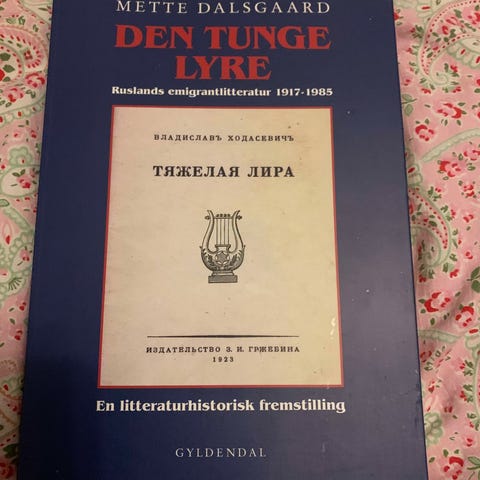 METTE DALSGAARD
DEN TUNGE
LYRE
Ruslands emigrantlitteratur 1917-1985
ВЛАДИСЛАВЪ ХОДАСЕВИЧЪ
ТЯЖЕЛАЯ ЛИРА
ИЗДАТЕЛЬСТВО З. И. ГРЖЕБИНА
1923
En litteraturhistorisk fremstilling
GYLDENDAL